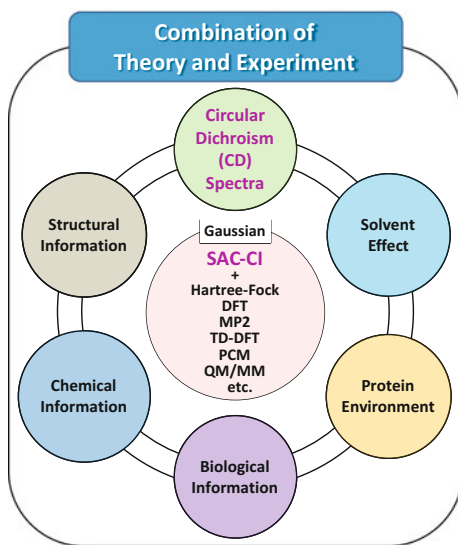 Combination of
Theory and Experiment
Circular
Dichroism
(CD)
Spectra
Structural
Information
Solvent
Effect
Gaussian
SAC-CI
+
Hartree-Fock
DFT
MP2
TD-DFT
PCM
QM/MM
etc.
Chemical
Information
Protein
Environment
Biological
Information